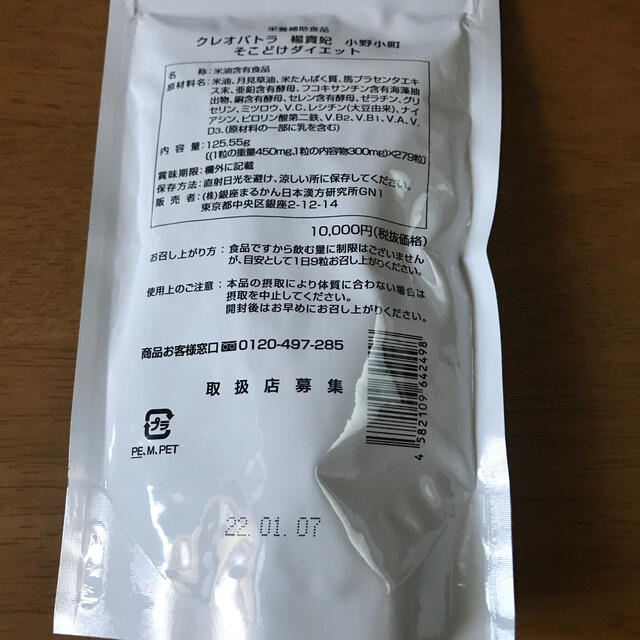 栄養補助食品
クレオパトラ 楊貴妃 小野小町
そこどけダイエット
名 称:米油含有食品
原材料名:米油、月見草油、米たんぱく質、馬プラセンタエキ
ス末、亜鉛含有酵母、フコキサンチン含有海藻抽
出物、銅含有酵母、セレン含有酵母、ゼラチン、グリ
セリン、ミツロウ、V.C、レシチン(大豆由来)、ナイ
アシン、ピロリン酸第二鉄、V.B2、V.B1、V.A、V.
D3、(原材料の一部に乳を含む)
内 容 量:125.55g
((1粒の重量450mg、1粒の内容物300mg)×279粒)
賞味期限:欄外に記載
保存方法:直射日光を避け、涼しい所に保存してください。
販 売 者:(株)銀座まるかん日本漢方研究所GN1
東京都中央区銀座2-12-14
10,000円(税抜価格)
お召し上がり方:食品ですから飲む量に制限はございません
が、目安として1日9粒お召し上がりください。
使用上のご注意:本品の摂取により体質に合わない場合は
摂取を中止してください。
開封後はお早めにお召し上がりください。
商品お客様窓口 0120-497-285
取扱店募集
4 582109 642498
プラ
PE、M、PET
22.01.07